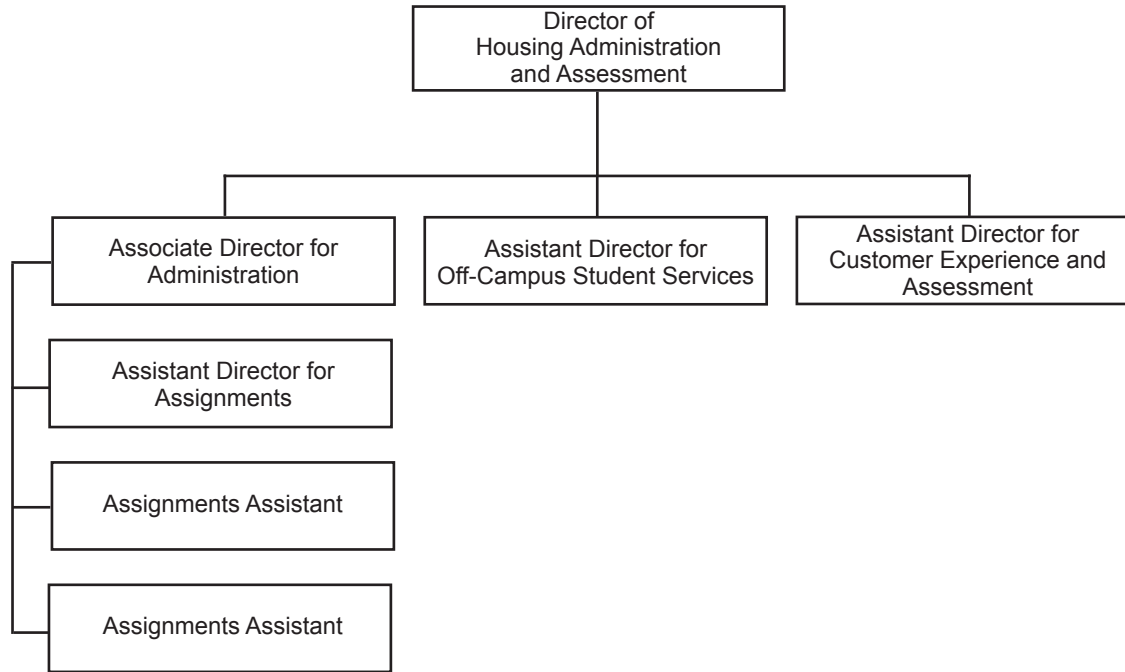 Director of
Housing Administration
and Assessment
Associate Director for
Administration
Assistant Director for
Off-Campus Student Services
Assistant Director for
Customer Experience and
Assessment
Assistant Director for
Assignments
Assignments Assistant
Assignments Assistant